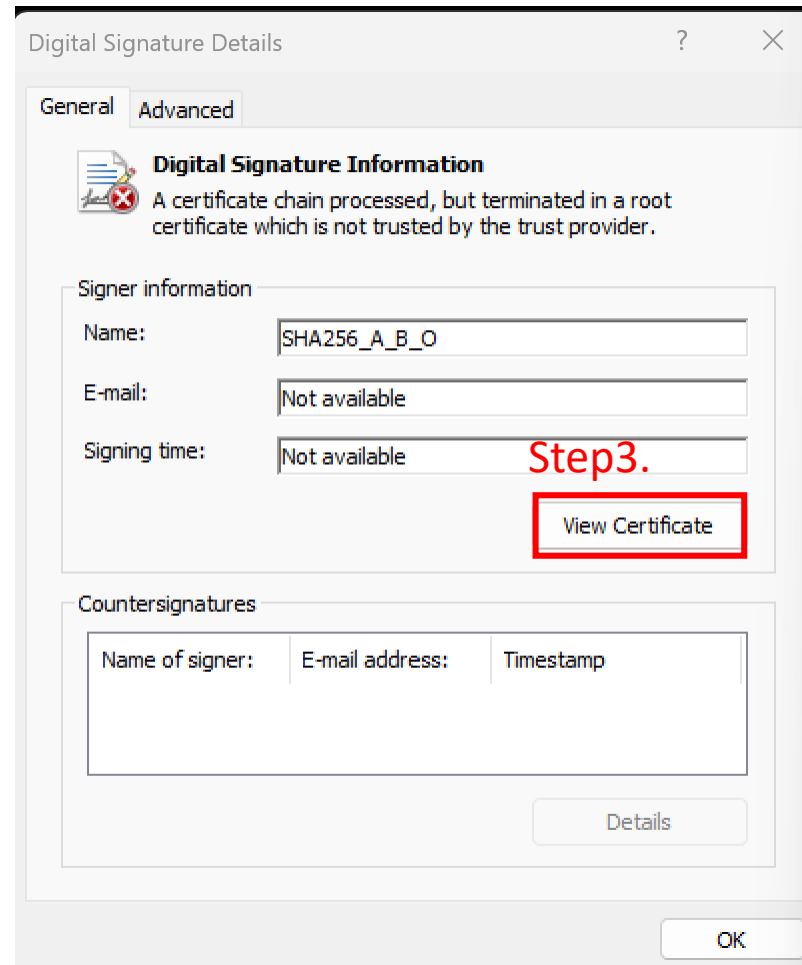 Digital Signature Details
General
Advanced
Digital Signature Information
A certificate chain processed, but terminated in a root
certificate which is not trusted by the trust provider.
Signer information
Name:
SHA256_A_B_O
E-mail:
Not available
Signing time:
Not available
Step3.
View Certificate
Countersignatures
Name of signer:
E-mail address:
Timestamp
Details
OK